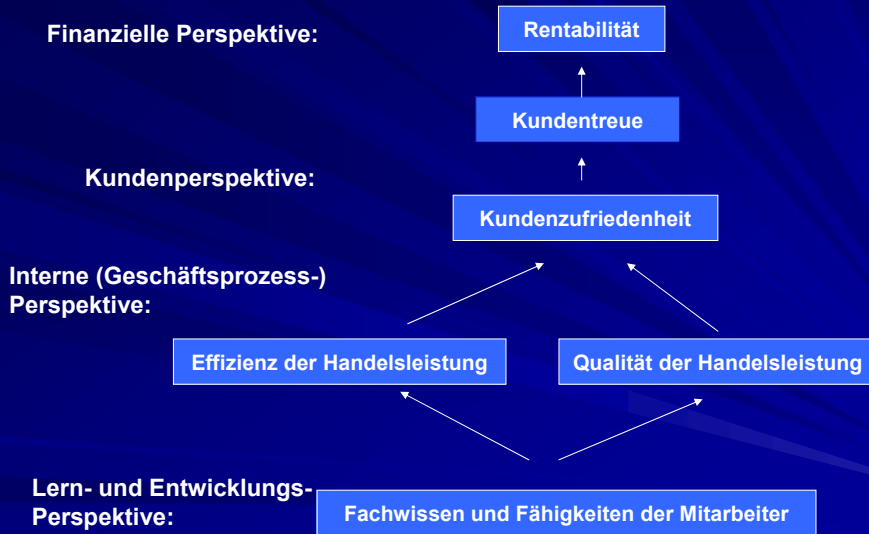 Finanzielle Perspektive:
Rentabilität
Kundentreue
Kundenperspektive:
Kundenzufriedenheit
Interne (Geschäftsprozess-)
Perspektive:
Effizienz der Handelsleistung
Qualität der Handelsleistung
Lern- und Entwicklungs-
Perspektive:
Fachwissen und Fähigkeiten der Mitarbeiter